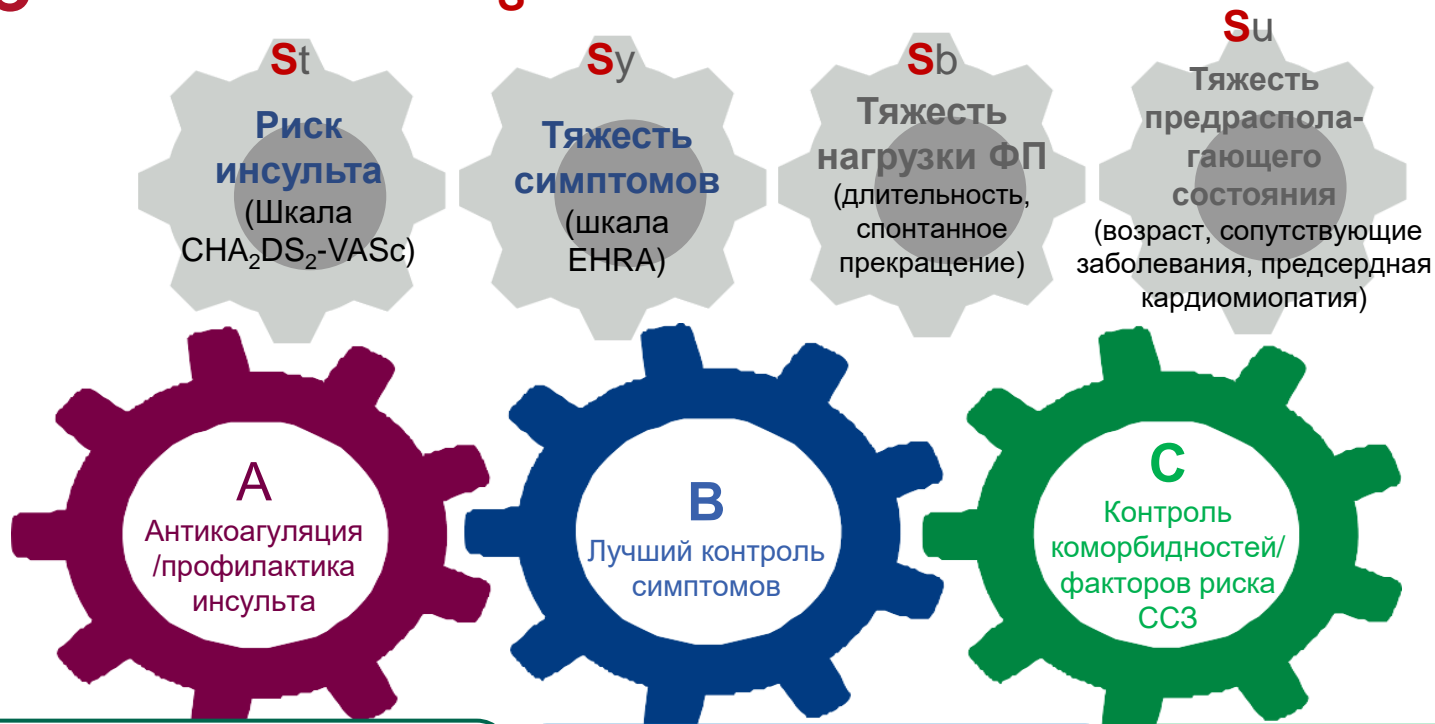 St
Риск
инсульта
(Шкала
CHA₂DS₂-VASc)
Sy
Тяжесть
симптомов
(шкала
EHRA)
Sb
Тяжесть
нагрузки ФП
(длительность,
спонтанное
прекращение)
Su
Тяжесть
предраспола-
гающего
состояния
(возраст, сопутствующие
заболевания, предсердная
кардиомиопатия)
A
Антикоагуляция
/профилактика
инсульта
B
Лучший контроль
симптомов
C
Контроль
коморбидностей/
факторов риска
ССЗ